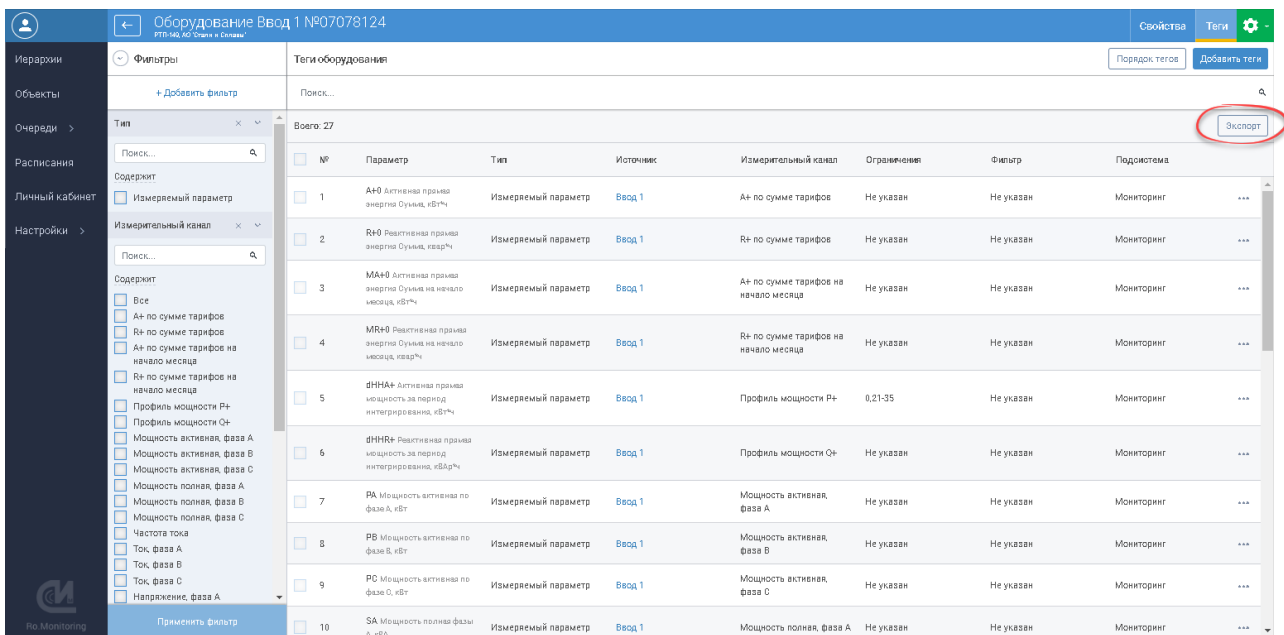 Оборудование Ввод 1 №07078124
РТП-МФ, АО "Стали и Сплавы"
Свойства
Теги
Иерархии
Объекты
Очереди >
Расписания
Личный кабинет
Настройки >
Ro.Monitoring
Фильтры
+ Добавить фильтр
Тип
Поиск...
Содержит
Измеряемый параметр
Измерительный канал
Поиск...
Содержит
Все
А+ по сумме тарифов
R+ по сумме тарифов
А+ по сумме тарифов на
начало месяца
R+ по сумме тарифов на
начало месяца
Профиль мощности P+
Профиль мощности Q+
Мощность активная, фаза А
Мощность активная, фаза В
Мощность активная, фаза С
Мощность полная, фаза А
Мощность полная, фаза В
Мощность полная, фаза С
Частота тока
Ток, фаза А
Ток, фаза В
Ток, фаза С
Напряжение, фаза А
Применить фильтр
Теги оборудования
Порядок тегов
Добавить теги
Поиск...
Всего: 27
Экспорт
№ Параметр Тип Источник Измерительный канал Ограничения Фильтр Подсистема
1 A+0 Активная прямая энергия Сумма, кВт*ч Измеряемый параметр Ввод 1 А+ по сумме тарифов Не указан Не указан Мониторинг
2 R+0 Реактивная прямая энергия Сумма, квар*ч Измеряемый параметр Ввод 1 R+ по сумме тарифов Не указан Не указан Мониторинг
3 MA+0 Активная прямая энергия Сумма на начало месяца, кВт*ч Измеряемый параметр Ввод 1 А+ по сумме тарифов на начало месяца Не указан Не указан Мониторинг
4 MR+0 Реактивная прямая энергия Сумма на начало месяца, квар*ч Измеряемый параметр Ввод 1 R+ по сумме тарифов на начало месяца Не указан Не указан Мониторинг
5 dHHA+ Активная прямая мощность за период интегрирования, кВт*ч Измеряемый параметр Ввод 1 Профиль мощности P+ 0,21-35 Не указан Мониторинг
6 dHHR+ Реактивная прямая мощность за период интегрирования, кВАр*ч Измеряемый параметр Ввод 1 Профиль мощности Q+ Не указан Не указан Мониторинг
7 PA Мощность активная по фазе А, кВт Измеряемый параметр Ввод 1 Мощность активная, фаза А Не указан Не указан Мониторинг
8 PB Мощность активная по фазе В, кВт Измеряемый параметр Ввод 1 Мощность активная, фаза В Не указан Не указан Мониторинг
9 PC Мощность активная по фазе С, кВт Измеряемый параметр Ввод 1 Мощность активная, фаза С Не указан Не указан Мониторинг
10 SA Мощность полная фазы А, кВА Измеряемый параметр Ввод 1 Мощность полная, фаза А Не указан Не указан Мониторинг